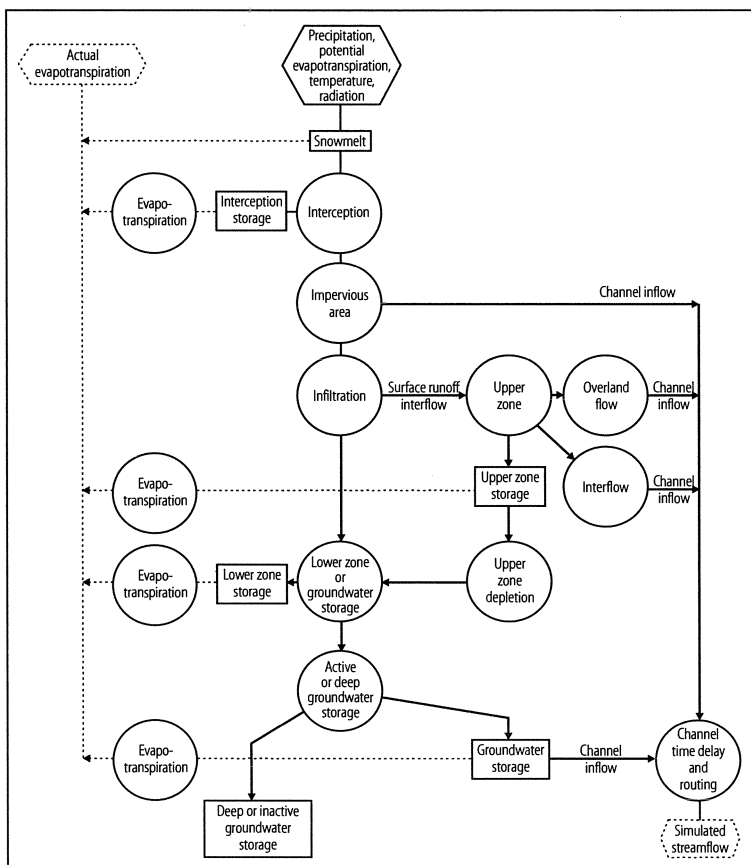 Actual
evapotranspiration
Precipitation,
potential
evapotranspiration,
temperature,
radiation
Snowmelt
Evapo-
transpiration
Interception
storage
Interception
Impervious
area
Channel inflow
Infiltration
Surface runoff
interflow
Upper
zone
Overland
flow
Channel
inflow
Evapo-
transpiration
Upper zone
storage
Interflow
Channel
inflow
Evapo-
transpiration
Lower zone
storage
Lower zone
or
groundwater
storage
Upper
zone
depletion
Active
or deep
groundwater
storage
Evapo-
transpiration
Groundwater
storage
Channel
inflow
Channel
time delay
and
routing
Deep or inactive
groundwater
storage
Simulated
streamflow